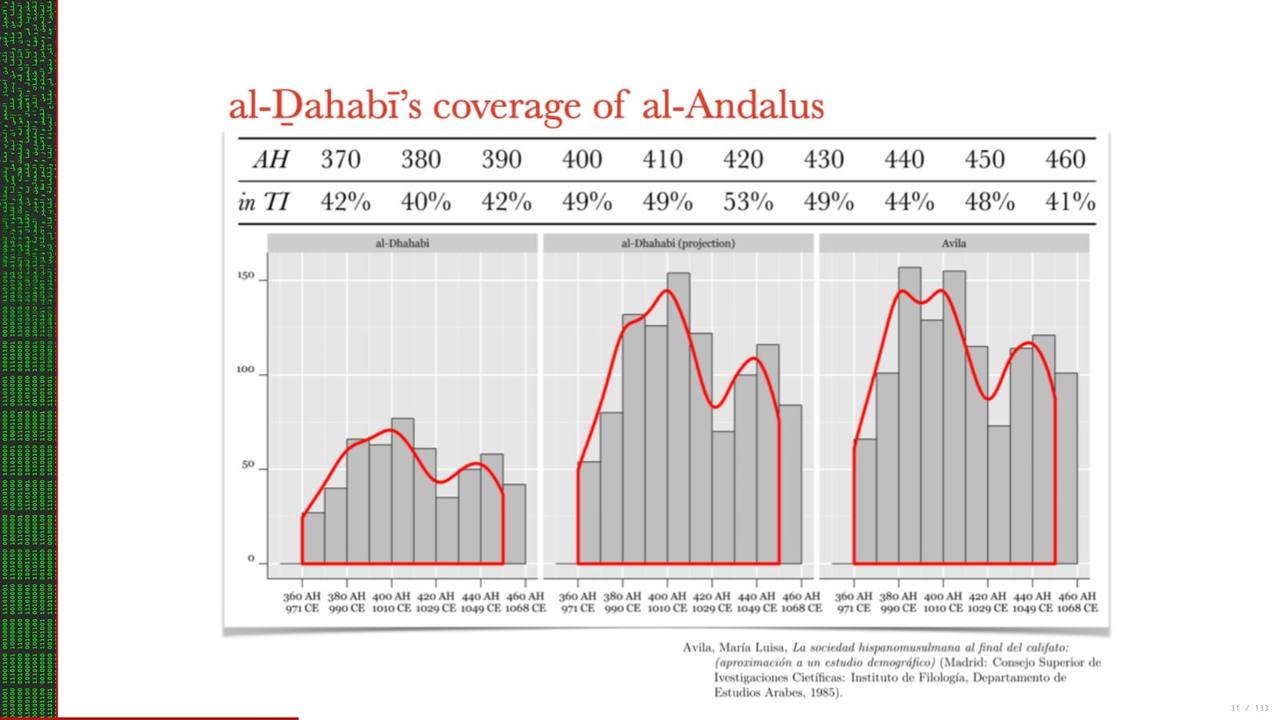 al-Ḏahabī’s coverage of al-Andalus
AH 370 380 390 400 410 420 430 440 450 460
in TI 42% 40% 42% 49% 49% 53% 49% 44% 48% 41%
al-Dhahabi al-Dhahabi (projection) Avila
150
100
50
0
360 AH 380 AH 400 AH 420 AH 440 AH 460 AH 360 AH 380 AH 400 AH 420 AH 440 AH 460 AH 360 AH 380 AH 400 AH 420 AH 440 AH 460 AH
971 CE 990 CE 1010 CE 1029 CE 1049 CE 1068 CE 971 CE 990 CE 1010 CE 1029 CE 1049 CE 1068 CE 971 CE 990 CE 1010 CE 1029 CE 1049 CE 1068 CE
Avila, María Luisa, La sociedad hispanomusulmana al final del califato:
(aproximación a un estudio demográfico) (Madrid: Consejo Superior de
Ivestigaciones Cietíficas: Instituto de Filología, Departamento de
Estudios Arabes, 1985).
31 / 133